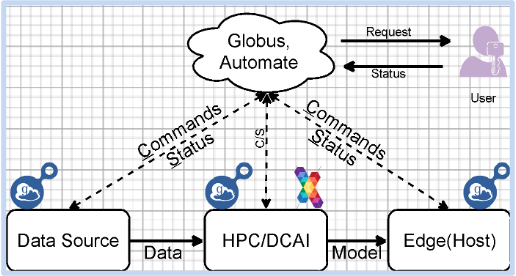 Globus,
Automate
Request
Status
User
Commands
Status
C/S
Commands
Status
g
g
g
Data Source
Data
HPC/DCAI
Model
Edge(Host)